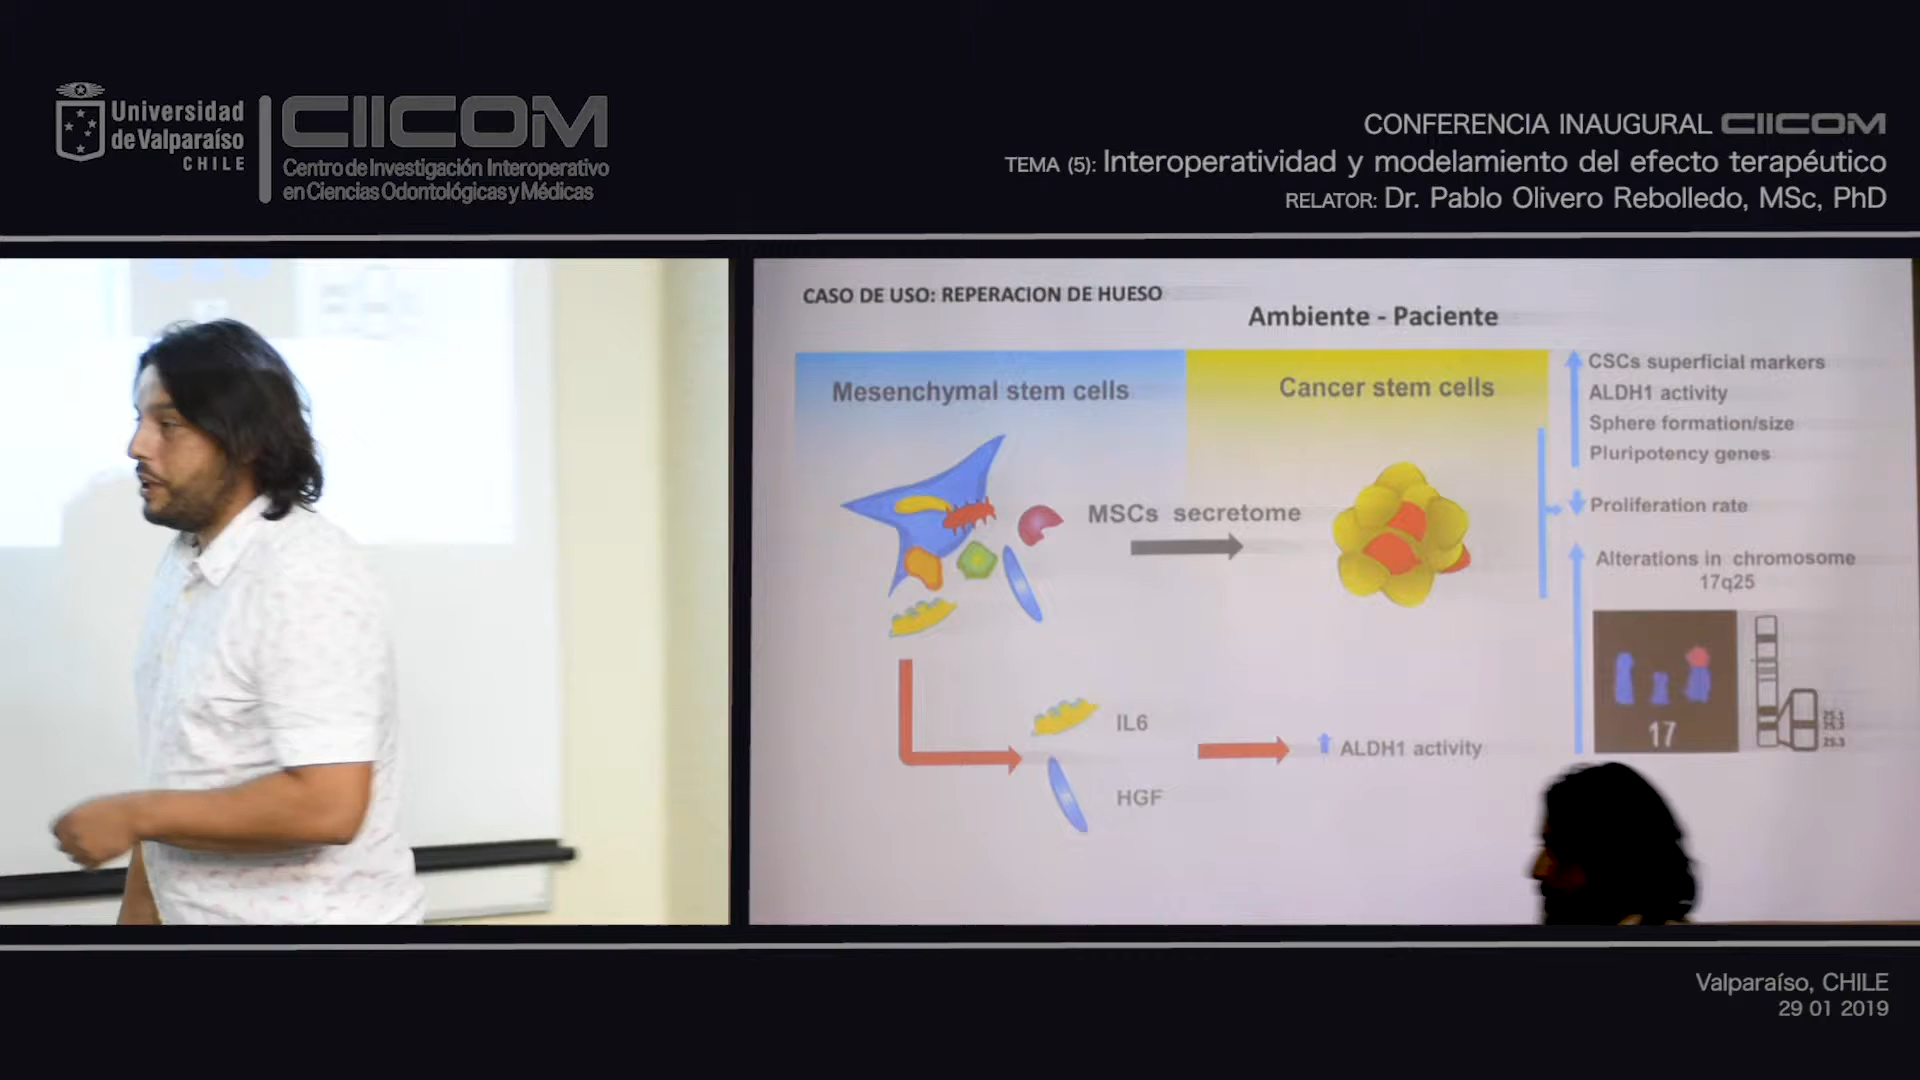 Universidad
de Valparaíso
CHILE
CIICOM
Centro de Investigación Interoperativo
en Ciencias Odontológicas y Médicas
CONFERENCIA INAUGURAL CIICOM
TEMA (5): Interoperatividad y modelamiento del efecto terapéutico
RELATOR: Dr. Pablo Olivero Rebolledo, MSc, PhD
CASO DE USO: REPERACION DE HUESO
Ambiente - Paciente
Mesenchymal stem cells
Cancer stem cells
MSCs secretome
CSCs superficial markers
ALDH1 activity
Sphere formation/size
Pluripotency genes
Proliferation rate
Alterations in chromosome
17q25
17
25.3
IL6
HGF
ALDH1 activity
Valparaíso, CHILE
29 01 2019